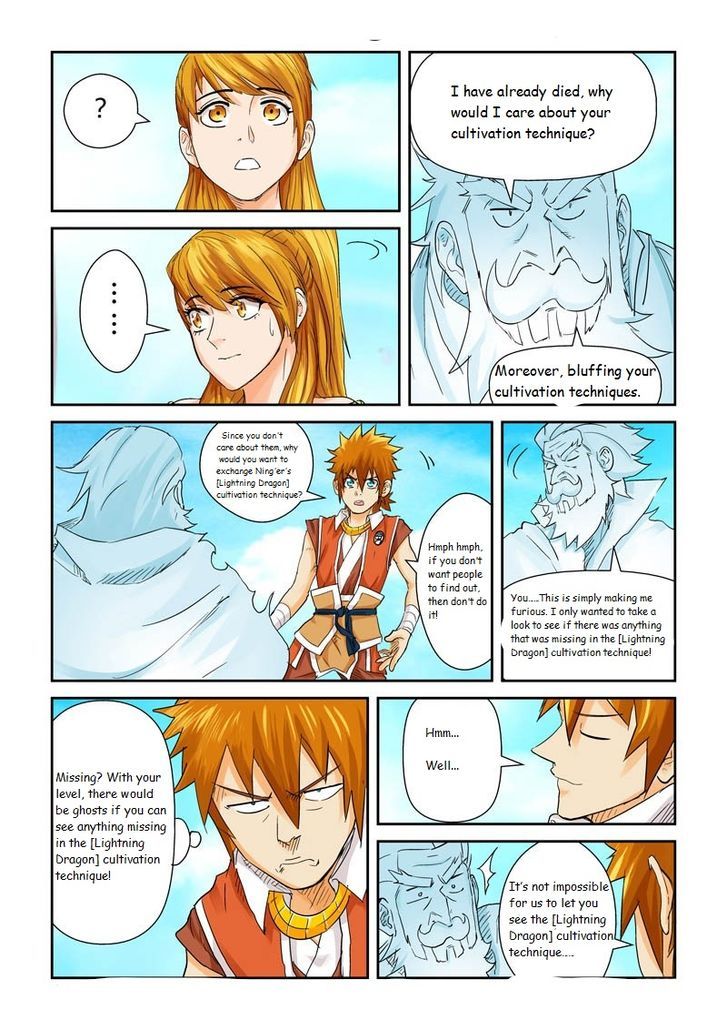 ?
I have already died, why
would I care about your
cultivation technique?
Moreover, bluffing your
cultivation techniques.
⋮
⋮
Since you don't
care about them, why
would you want to
exchange Ning'er's
[Lightning Dragon]
cultivation technique?
Hmph hmph,
if you don't
want people
to find out,
then don't do
it!
You.....This is simply making me
furious. I only wanted to take a
look to see if there was anything
that was missing in the [Lightning
Dragon] cultivation technique!
Missing? With your
level, there would
be ghosts if you can
see anything missing
in the [Lightning
Dragon] cultivation
technique!
Hmm...
Well...
It's not impossible
for us to let you
see the [Lightning
Dragon] cultivation
technique.....